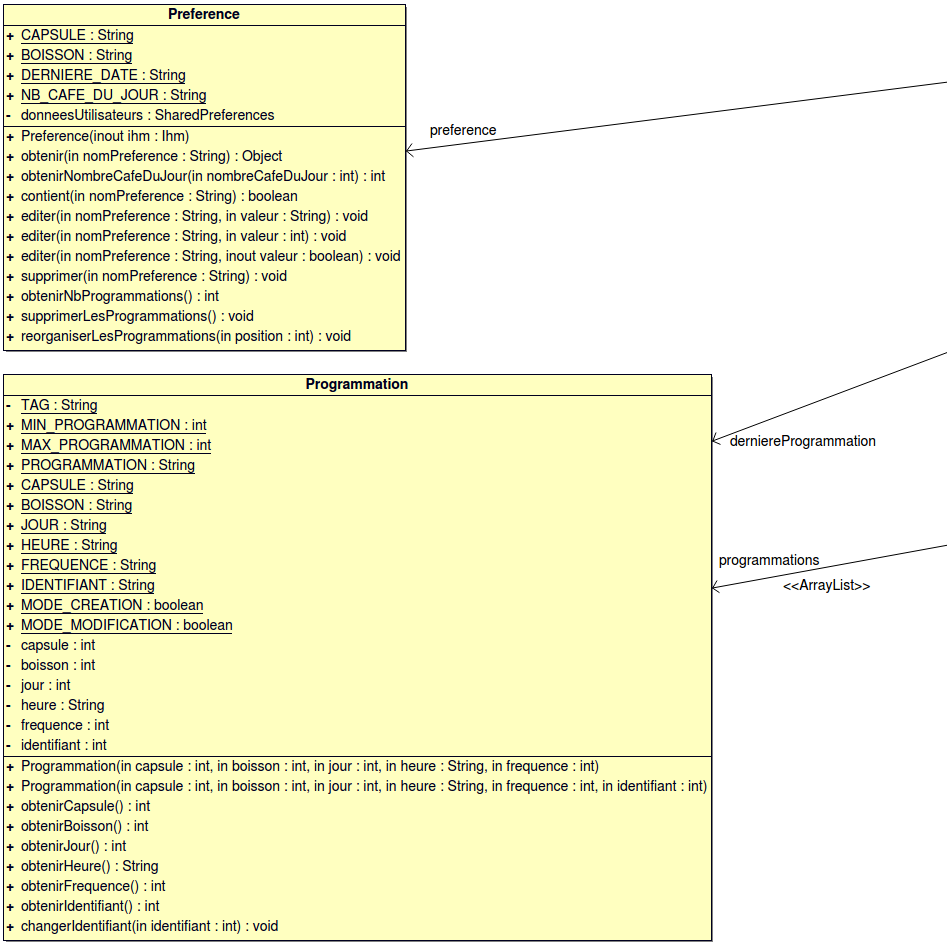 Preference
+ CAPSULE : String
+ BOISSON : String
+ DERNIERE_DATE : String
+ NB_CAFE_DU_JOUR : String
- donneesUtilisateurs : SharedPreferences
+ Preference(inout ihm : Ihm)
+ obtenir(in nomPreference : String) : Object
+ obtenirNombreCafeDuJour(in nombreCafeDuJour : int) : int
+ contient(in nomPreference : String) : boolean
+ editer(in nomPreference : String, in valeur : String) : void
+ editer(in nomPreference : String, in valeur : int) : void
+ editer(in nomPreference : String, inout valeur : boolean) : void
+ supprimer(in nomPreference : String) : void
+ obtenirNbProgrammations() : int
+ supprimerLesProgrammations() : void
+ reorganiserLesProgrammations(in position : int) : void
preference
Programmation
- TAG : String
+ MIN_PROGRAMMATION : int
+ MAX_PROGRAMMATION : int
+ PROGRAMMATION : String
+ CAPSULE : String
+ BOISSON : String
+ JOUR : String
+ HEURE : String
+ FREQUENCE : String
+ IDENTIFIANT : String
+ MODE_CREATION : boolean
+ MODE_MODIFICATION : boolean
- capsule : int
- boisson : int
- jour : int
- heure : String
- frequence : int
- identifiant : int
+ Programmation(in capsule : int, in boisson : int, in jour : int, in heure : String, in frequence : int)
+ Programmation(in capsule : int, in boisson : int, in jour : int, in heure : String, in frequence : int, in identifiant : int)
+ obtenirCapsule() : int
+ obtenirBoisson() : int
+ obtenirJour() : int
+ obtenirHeure() : String
+ obtenirFrequence() : int
+ obtenirIdentifiant() : int
+ changerIdentifiant(in identifiant : int) : void
derniereProgrammation
programmations
<<ArrayList>>